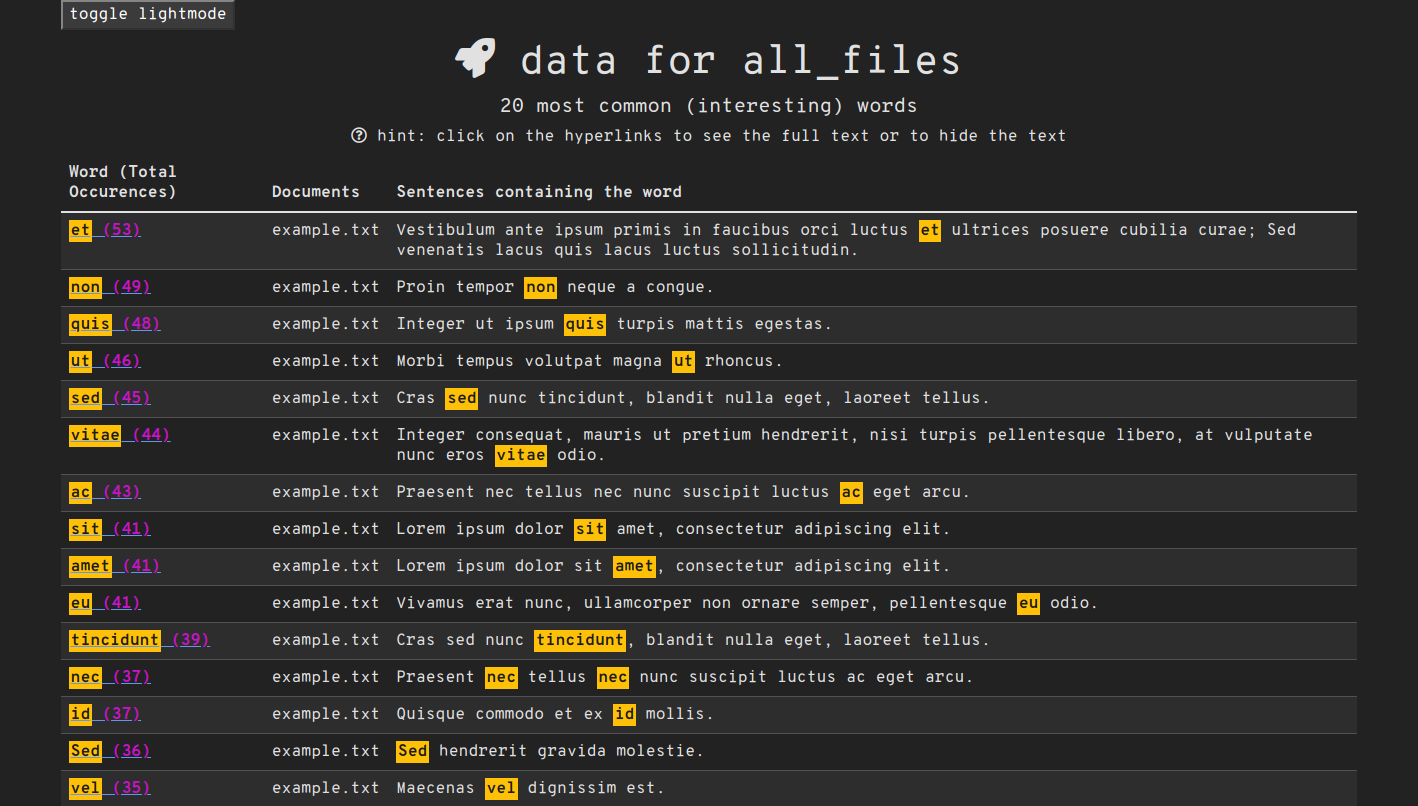 toggle lightmode
data for all_files
20 most common (interesting) words
hint: click on the hyperlinks to see the full text or to hide the text
Word (Total
Occurences) Documents Sentences containing the word
et (53) example.txt Vestibulum ante ipsum primis in faucibus orci luctus et ultrices posuere cubilia curae; Sed
venenatis lacus quis lacus luctus sollicitudin.
non (49) example.txt Proin tempor non neque a congue.
quis (48) example.txt Integer ut ipsum quis turpis mattis egestas.
ut (46) example.txt Morbi tempus volutpat magna ut rhoncus.
sed (45) example.txt Cras sed nunc tincidunt, blandit nulla eget, laoreet tellus.
vitae (44) example.txt Integer consequat, mauris ut pretium hendrerit, nisi turpis pellentesque libero, at vulputate
nunc eros vitae odio.
ac (43) example.txt Praesent nec tellus nec nunc suscipit luctus ac eget arcu.
sit (41) example.txt Lorem ipsum dolor sit amet, consectetur adipiscing elit.
amet (41) example.txt Lorem ipsum dolor sit amet, consectetur adipiscing elit.
eu (41) example.txt Vivamus erat nunc, ullamcorper non ornare semper, pellentesque eu odio.
tincidunt (39) example.txt Cras sed nunc tincidunt, blandit nulla eget, laoreet tellus.
nec (37) example.txt Praesent nec tellus nec nunc suscipit luctus ac eget arcu.
id (37) example.txt Quisque commodo et ex id mollis.
Sed (36) example.txt Sed hendrerit gravida molestie.
vel (35) example.txt Maecenas vel dignissim est.